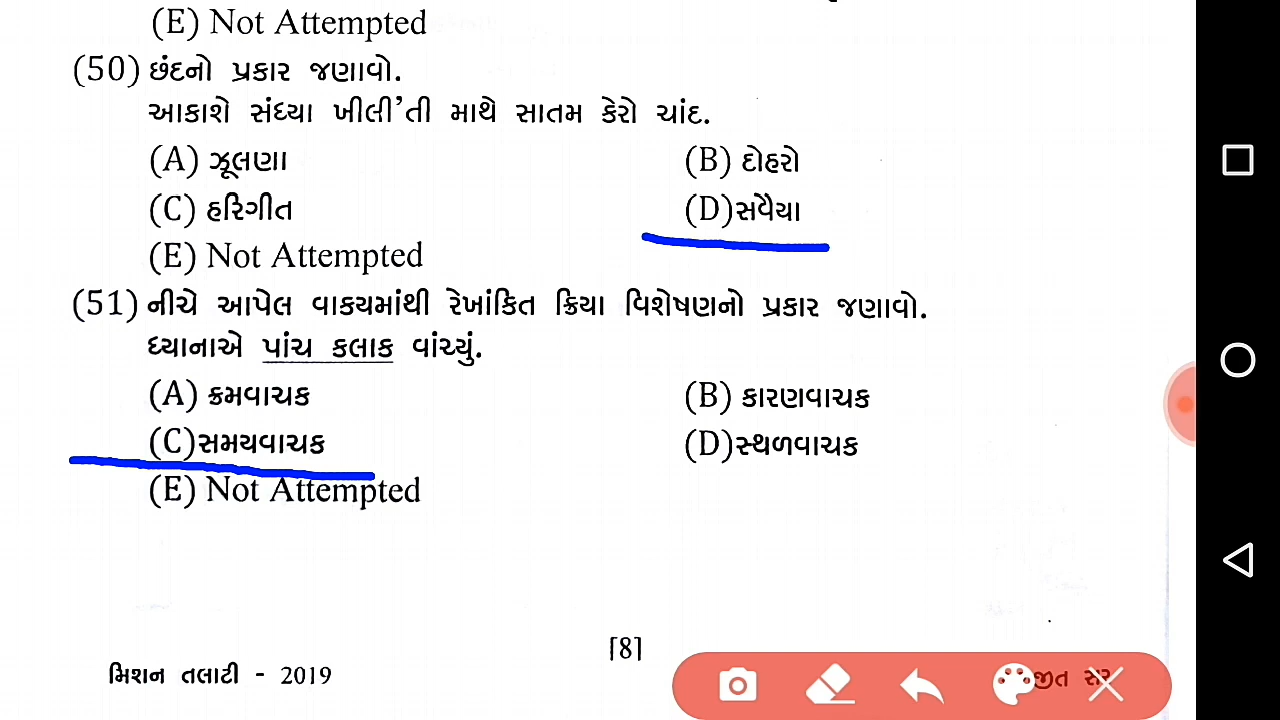 (E) Not Attempted
(50) છંદનો પ્રકાર જણાવો.
આકાશે સંધ્યા ખીલી'તી માથે સાતમ કેરો ચાંદ.
(A) ઝૂલણા (B) દોહરો
(C) હરિગીત (D) સવૈયા
(E) Not Attempted
(51) નીચે આપેલ વાક્યમાંથી રેખાંકિત ક્રિયા વિશેષણનો પ્રકાર જણાવો.
ધ્યાનાએ પાંચ કલાક વાંચ્યું.
(A) ક્રમવાચક (B) કારણવાચક
(C) સમયવાચક (D) સ્થળવાચક
(E) Not Attempted
[8]
મિશન તલાટી - 2019 જીત સર